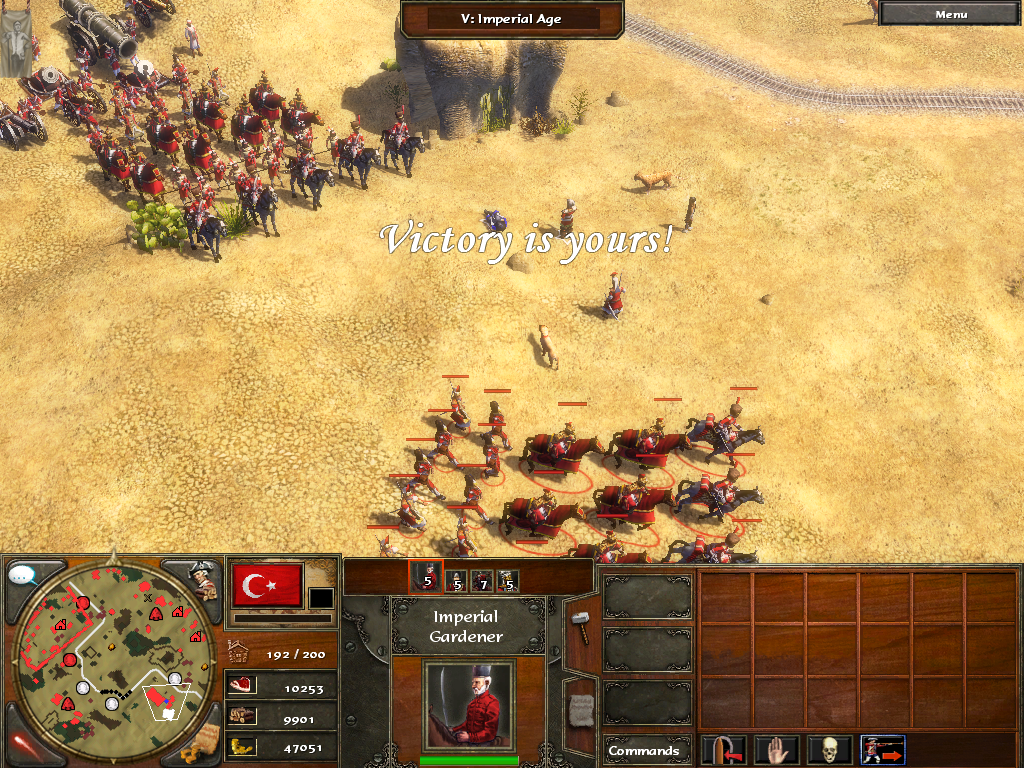 V: Imperial Age
Menu
Victory is yours!
5 5 7 5
Imperial
Gardener
192 / 200
10253
9901
47051
Commands